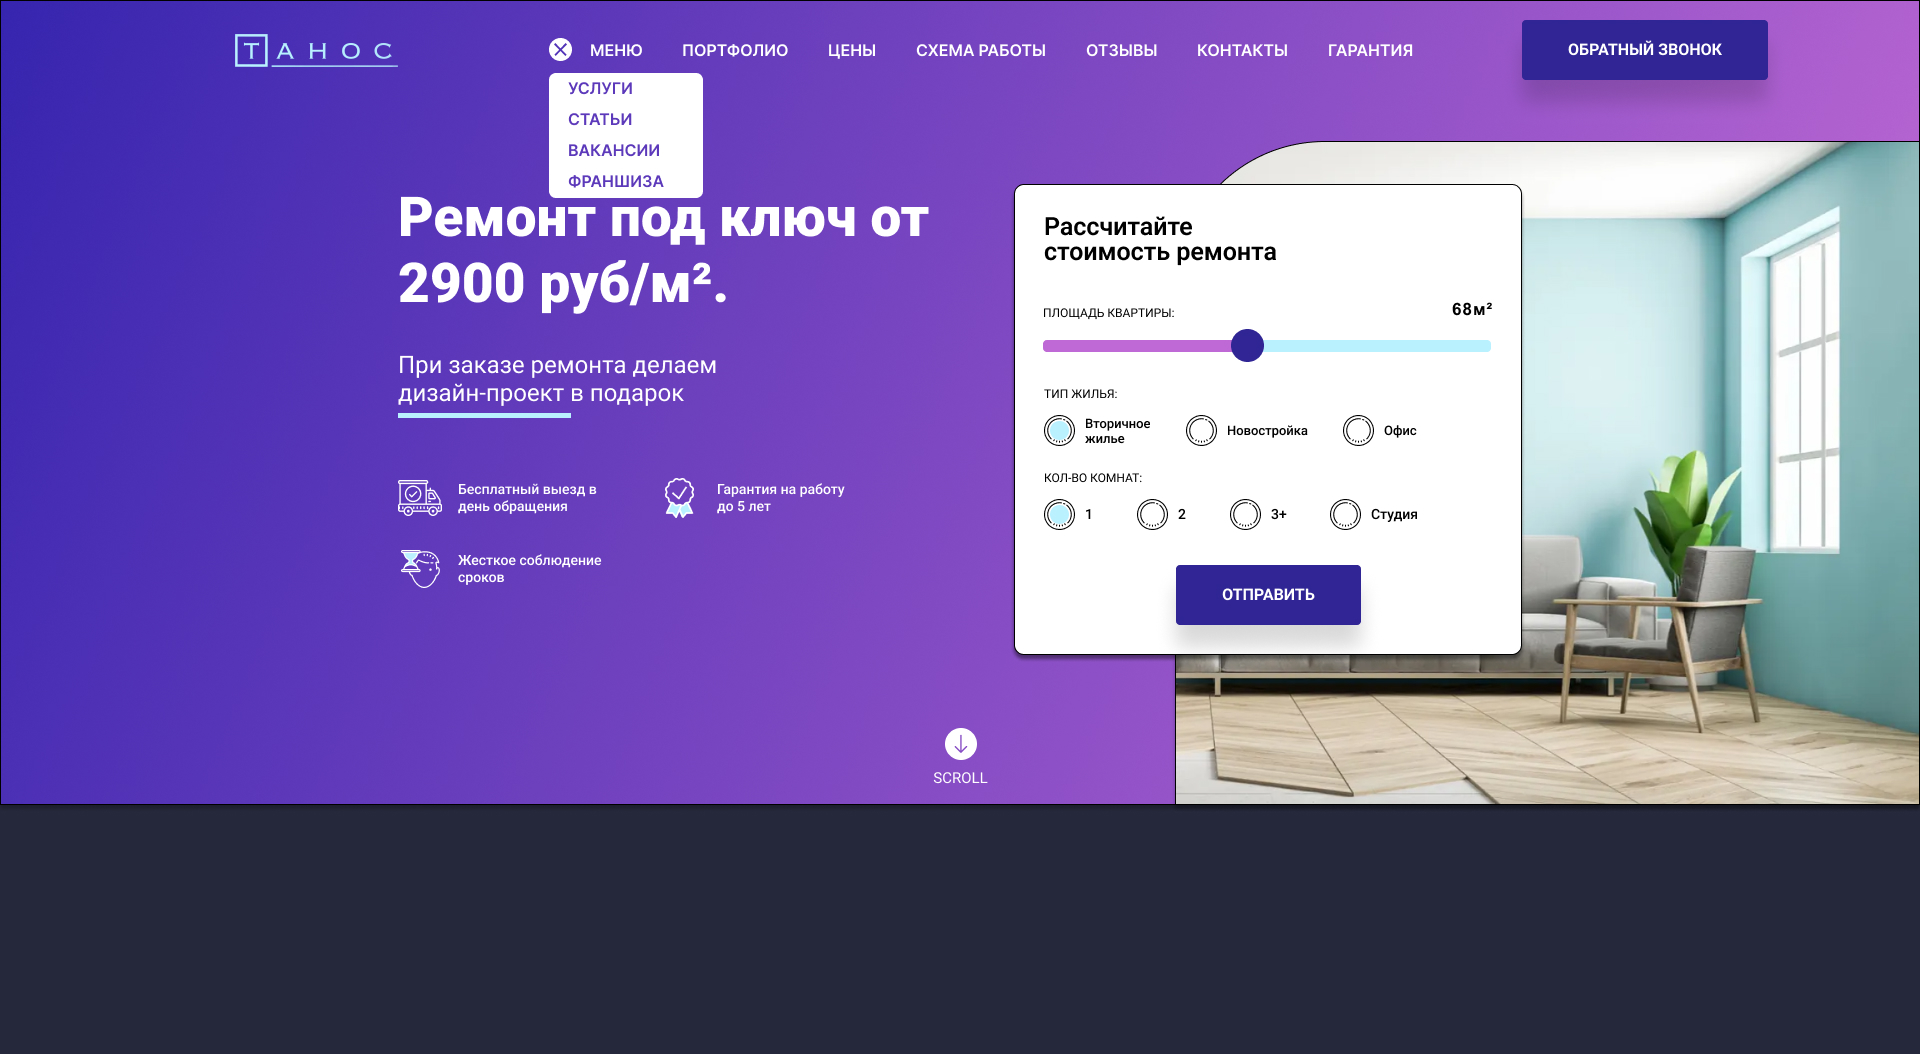 ТАНОС
МЕНЮ ПОРТФОЛИО ЦЕНЫ СХЕМА РАБОТЫ ОТЗЫВЫ КОНТАКТЫ ГАРАНТИЯ
ОБРАТНЫЙ ЗВОНОК
УСЛУГИ
СТАТЬИ
ВАКАНСИИ
ФРАНШИЗА
Ремонт под ключ от
2900 руб/м².
При заказе ремонта делаем
дизайн-проект в подарок
Бесплатный выезд в
день обращения
Гарантия на работу
до 5 лет
Жесткое соблюдение
сроков
Рассчитайте
стоимость ремонта
ПЛОЩАДЬ КВАРТИРЫ: 68м²
ТИП ЖИЛЬЯ:
Вторичное
жилье
Новостройка
Офис
КОЛ-ВО КОМНАТ:
1 2 3+ Студия
ОТПРАВИТЬ
SCROLL